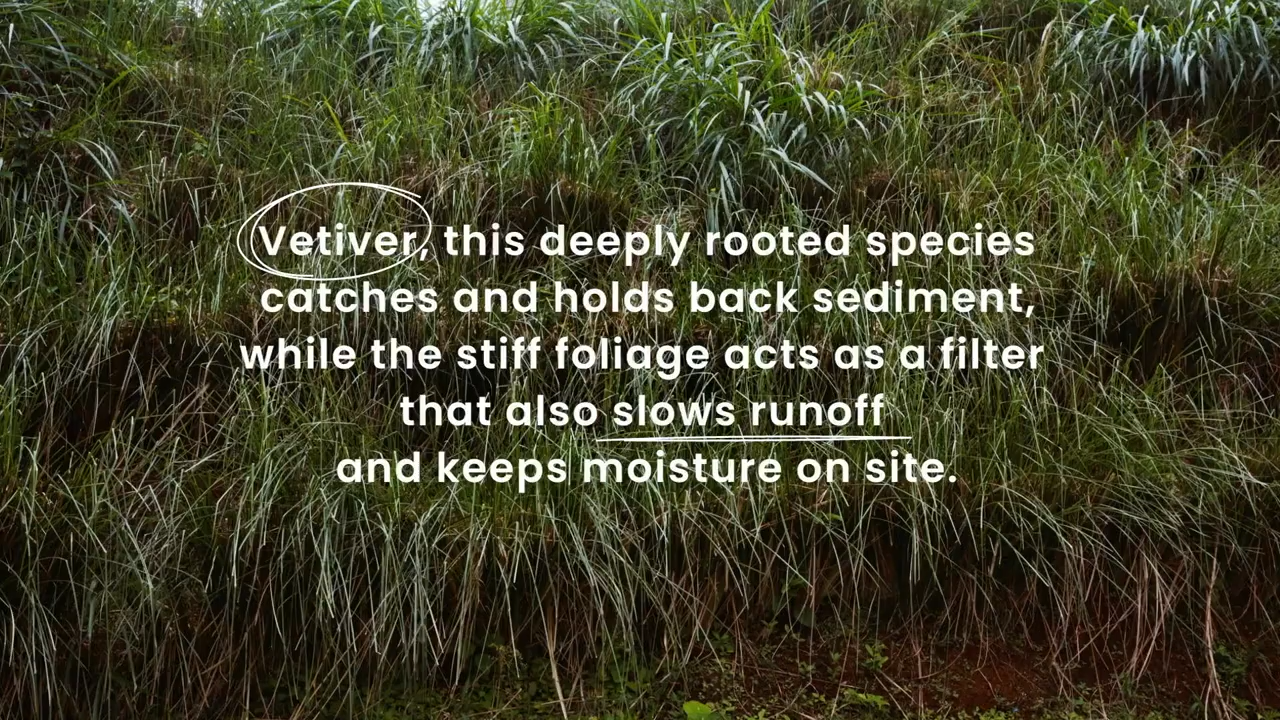 Vetiver, this deeply rooted species
catches and holds back sediment,
while the stiff foliage acts as a filter
that also slows runoff
and keeps moisture on site.